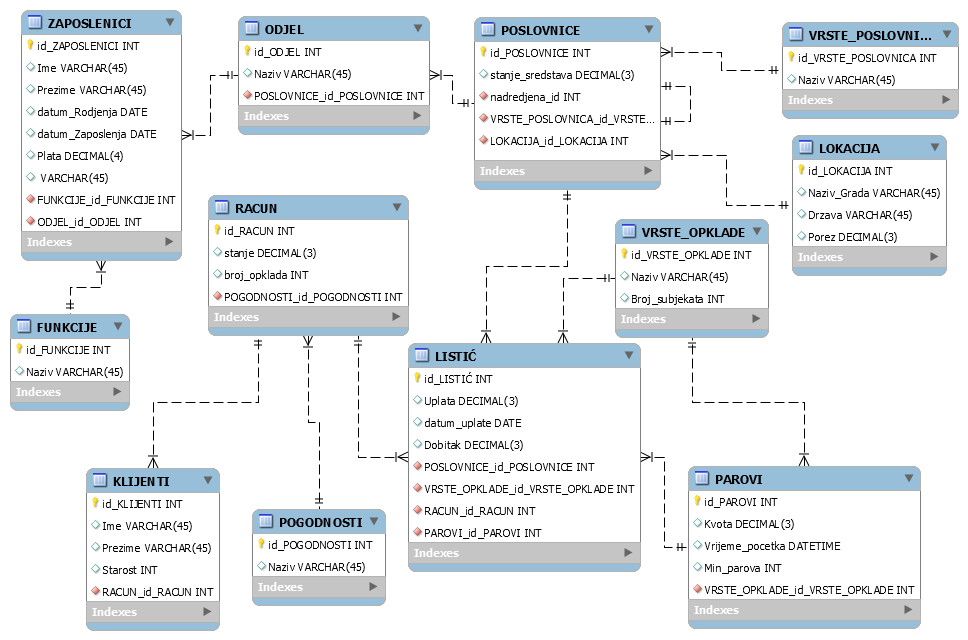 ZAPOSLENICI
id_ZAPOSLENICI INT
Ime VARCHAR(45)
Prezime VARCHAR(45)
datum_Rodjenja DATE
datum_Zaposlenja DATE
Plata DECIMAL(4)
VARCHAR(45)
FUNKCIJE_id_FUNKCIJE INT
ODJEL_id_ODJEL INT
Indexes
ODJEL
id_ODJEL INT
Naziv VARCHAR(45)
POSLOVNICE_id_POSLOVNICE INT
Indexes
POSLOVNICE
id_POSLOVNICE INT
stanje_sredstava DECIMAL(3)
nadredjena_id INT
VRSTE_POSLOVNICA_id_VRSTE...
LOKACIJA_id_LOKACIJA INT
Indexes
VRSTE_POSLOVNI...
id_VRSTE_POSLOVNICA INT
Naziv VARCHAR(45)
Indexes
LOKACIJA
id_LOKACIJA INT
Naziv_Grada VARCHAR(45)
Drzava VARCHAR(45)
Porez DECIMAL(3)
Indexes
RACUN
id_RACUN INT
stanje DECIMAL(3)
broj_opklada INT
POGODNOSTI_id_POGODNOSTI INT
Indexes
VRSTE_OPKLADE
id_VRSTE_OPKLADE INT
Naziv VARCHAR(45)
Broj_subjekata INT
Indexes
FUNKCIJE
id_FUNKCIJE INT
Naziv VARCHAR(45)
Indexes
LISTIĆ
id_LISTIĆ INT
Uplata DECIMAL(3)
datum_uplate DATE
Dobitak DECIMAL(3)
POSLOVNICE_id_POSLOVNICE INT
VRSTE_OPKLADE_id_VRSTE_OPKLADE INT
RACUN_id_RACUN INT
PAROVI_id_PAROVI INT
Indexes
KLIJENTI
id_KLIJENTI INT
Ime VARCHAR(45)
Prezime VARCHAR(45)
Starost INT
RACUN_id_RACUN INT
Indexes
POGODNOSTI
id_POGODNOSTI INT
Naziv VARCHAR(45)
Indexes
PAROVI
id_PAROVI INT
Kvota DECIMAL(3)
Vrijeme_pocetka DATETIME
Min_parova INT
VRSTE_OPKLADE_id_VRSTE_OPKLADE INT
Indexes